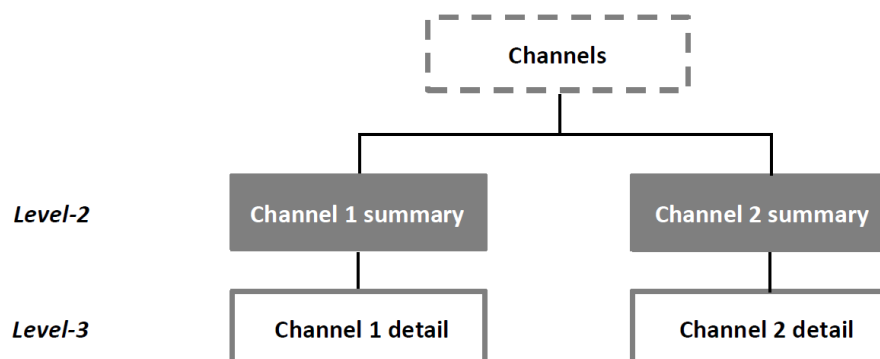 Channels
Level-2
Channel 1 summary
Channel 2 summary
Level-3
Channel 1 detail
Channel 2 detail